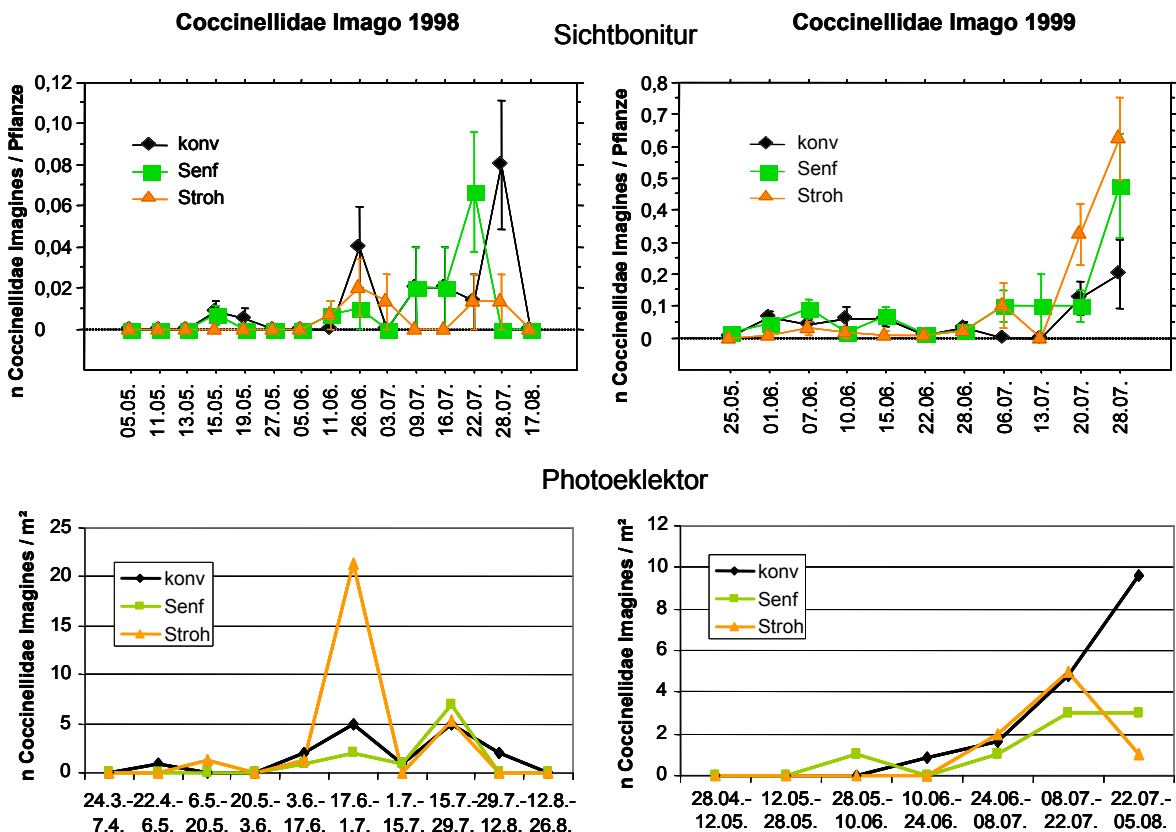 Coccinellidae Imago 1998
Coccinellidae Imago 1999
Sichtbonitur
n Coccinellidae Imagines / Pflanze
0,12
0,10
0,08
0,06
0,04
0,02
0
konv
Senf
Stroh
05.05.
11.05.
13.05.
15.05.
19.05.
27.05.
05.06.
11.06.
26.06.
03.07.
09.07.
16.07.
22.07.
28.07.
17.08.
n Coccinellidae Imagines / Pflanze
0,8
0,7
0,6
0,5
0,4
0,3
0,2
0,1
0
konv
Senf
Stroh
25.05.
01.06.
07.06.
10.06.
15.06.
22.06.
28.06.
06.07.
13.07.
20.07.
28.07.
Photoeklektor
n Coccinellidae Imagines / m²
25
20
15
10
5
0
konv
Senf
Stroh
24.3.- 22.4.- 6.5.- 20.5.- 3.6.- 17.6.- 1.7.- 15.7.- 29.7.- 12.8.-
7.4. 6.5. 20.5. 3.6. 17.6. 1.7. 15.7. 29.7. 12.8. 26.8.
n Coccinellidae Imagines / m²
12
10
8
6
4
2
0
konv
Senf
Stroh
28.04.- 12.05.- 28.05.- 10.06.- 24.06.- 08.07.- 22.07.-
12.05. 28.05. 10.06. 24.06. 08.07. 22.07. 05.08.